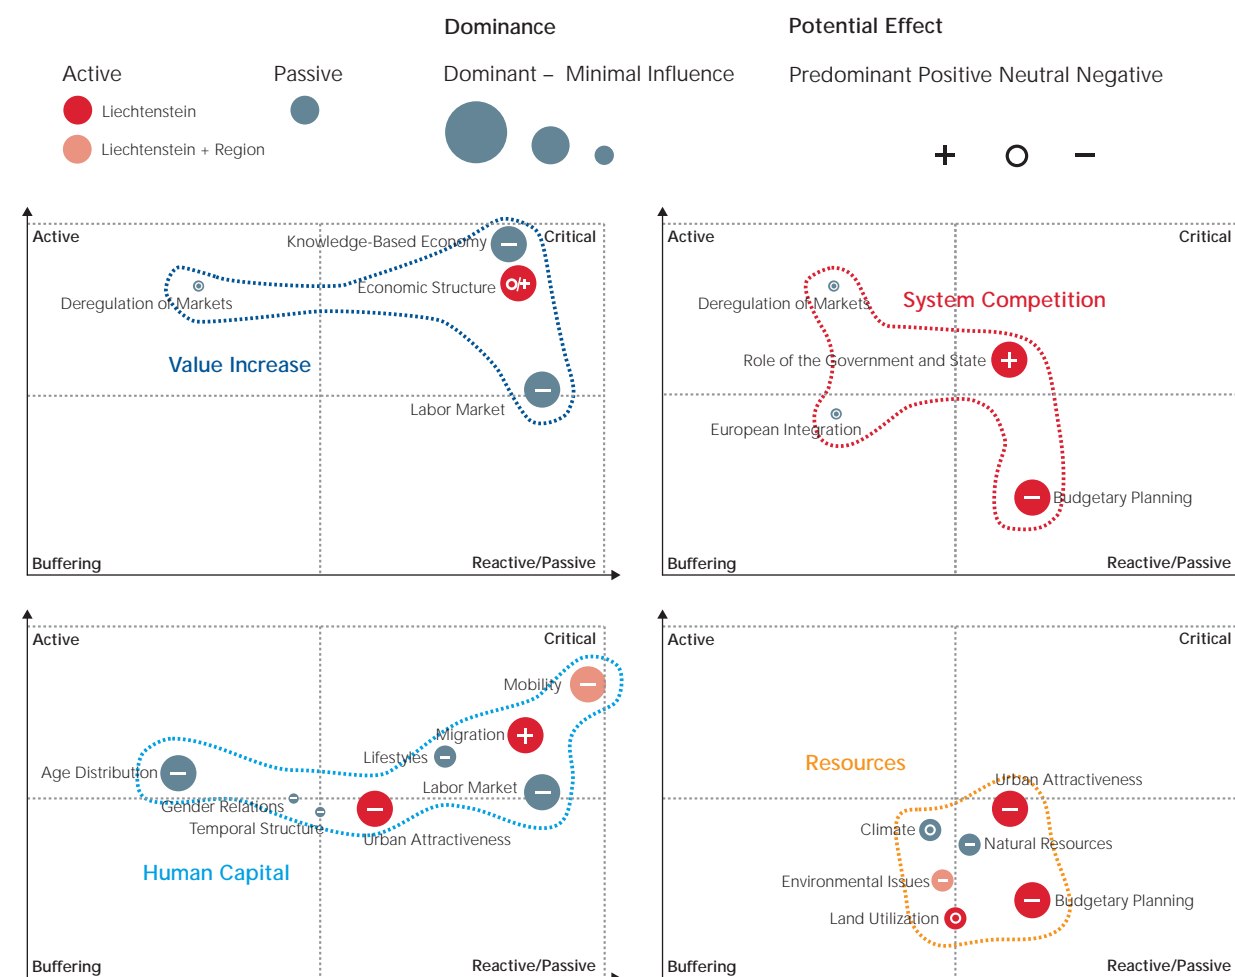 Dominance
Potential Effect
Active
Passive
Dominant – Minimal Influence
Predominant Positive Neutral Negative
Liechtenstein
Liechtenstein + Region
+ O –
Active
Critical
Knowledge-Based Economy
–
Economic Structure
O/+
Deregulation of Markets
Value Increase
–
Labor Market
Buffering
Reactive/Passive
Active
Critical
Deregulation of Markets
System Competition
Role of the Government and State
+
European Integration
–
Budgetary Planning
Buffering
Reactive/Passive
Active
Critical
Mobility
–
Migration
+
Lifestyles
–
Age Distribution
–
Labor Market
–
Gender Relations
Temporal Structure
–
Urban Attractiveness
Human Capital
Buffering
Reactive/Passive
Active
Critical
Resources
Urban Attractiveness
–
Climate
O
–
Natural Resources
Environmental Issues
–
–
Budgetary Planning
Land Utilization
O
Buffering
Reactive/Passive